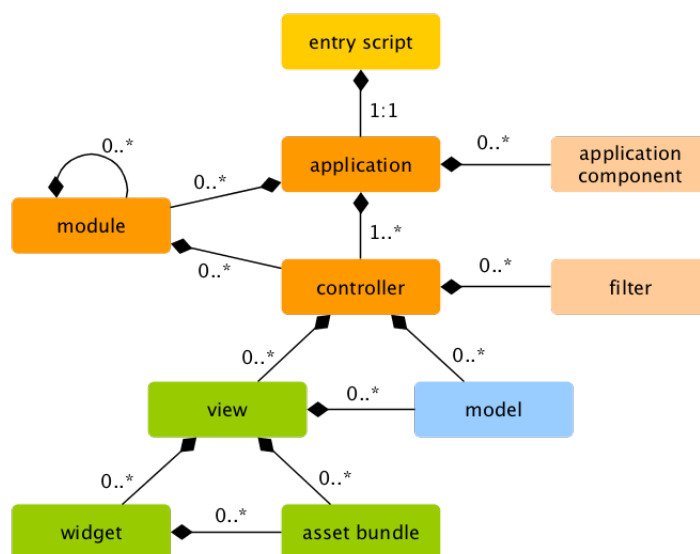 entry script
1:1
0..*
0..*
application
application
component
0..*
module
1..*
0..*
0..*
controller
filter
0..*
0..*
view
0..*
model
0..*
0..*
widget
0..*
asset bundle